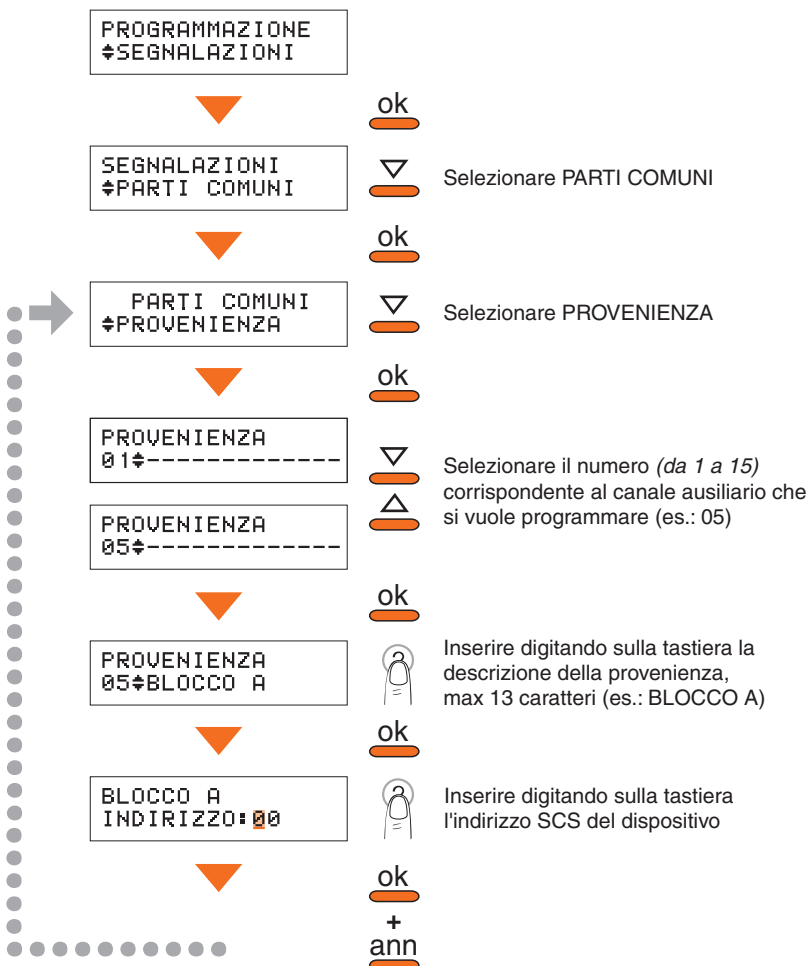 PROGRAMMAZIONE
SEGNALAZIONI
ok
SEGNALAZIONI
PARTI COMUNI
Selezionare PARTI COMUNI
ok
PARTI COMUNI
PROVENIENZA
Selezionare PROVENIENZA
ok
PROVENIENZA
01-------------
PROVENIENZA
05-------------
Selezionare il numero (da 1 a 15)
corrispondente al canale ausiliario che
si vuole programmare (es.: 05)
ok
PROVENIENZA
05BLOCCO A
Inserire digitando sulla tastiera la
descrizione della provenienza,
max 13 caratteri (es.: BLOCCO A)
ok
BLOCCO A
INDIRIZZO:00
Inserire digitando sulla tastiera
l'indirizzo SCS del dispositivo
ok
+
ann